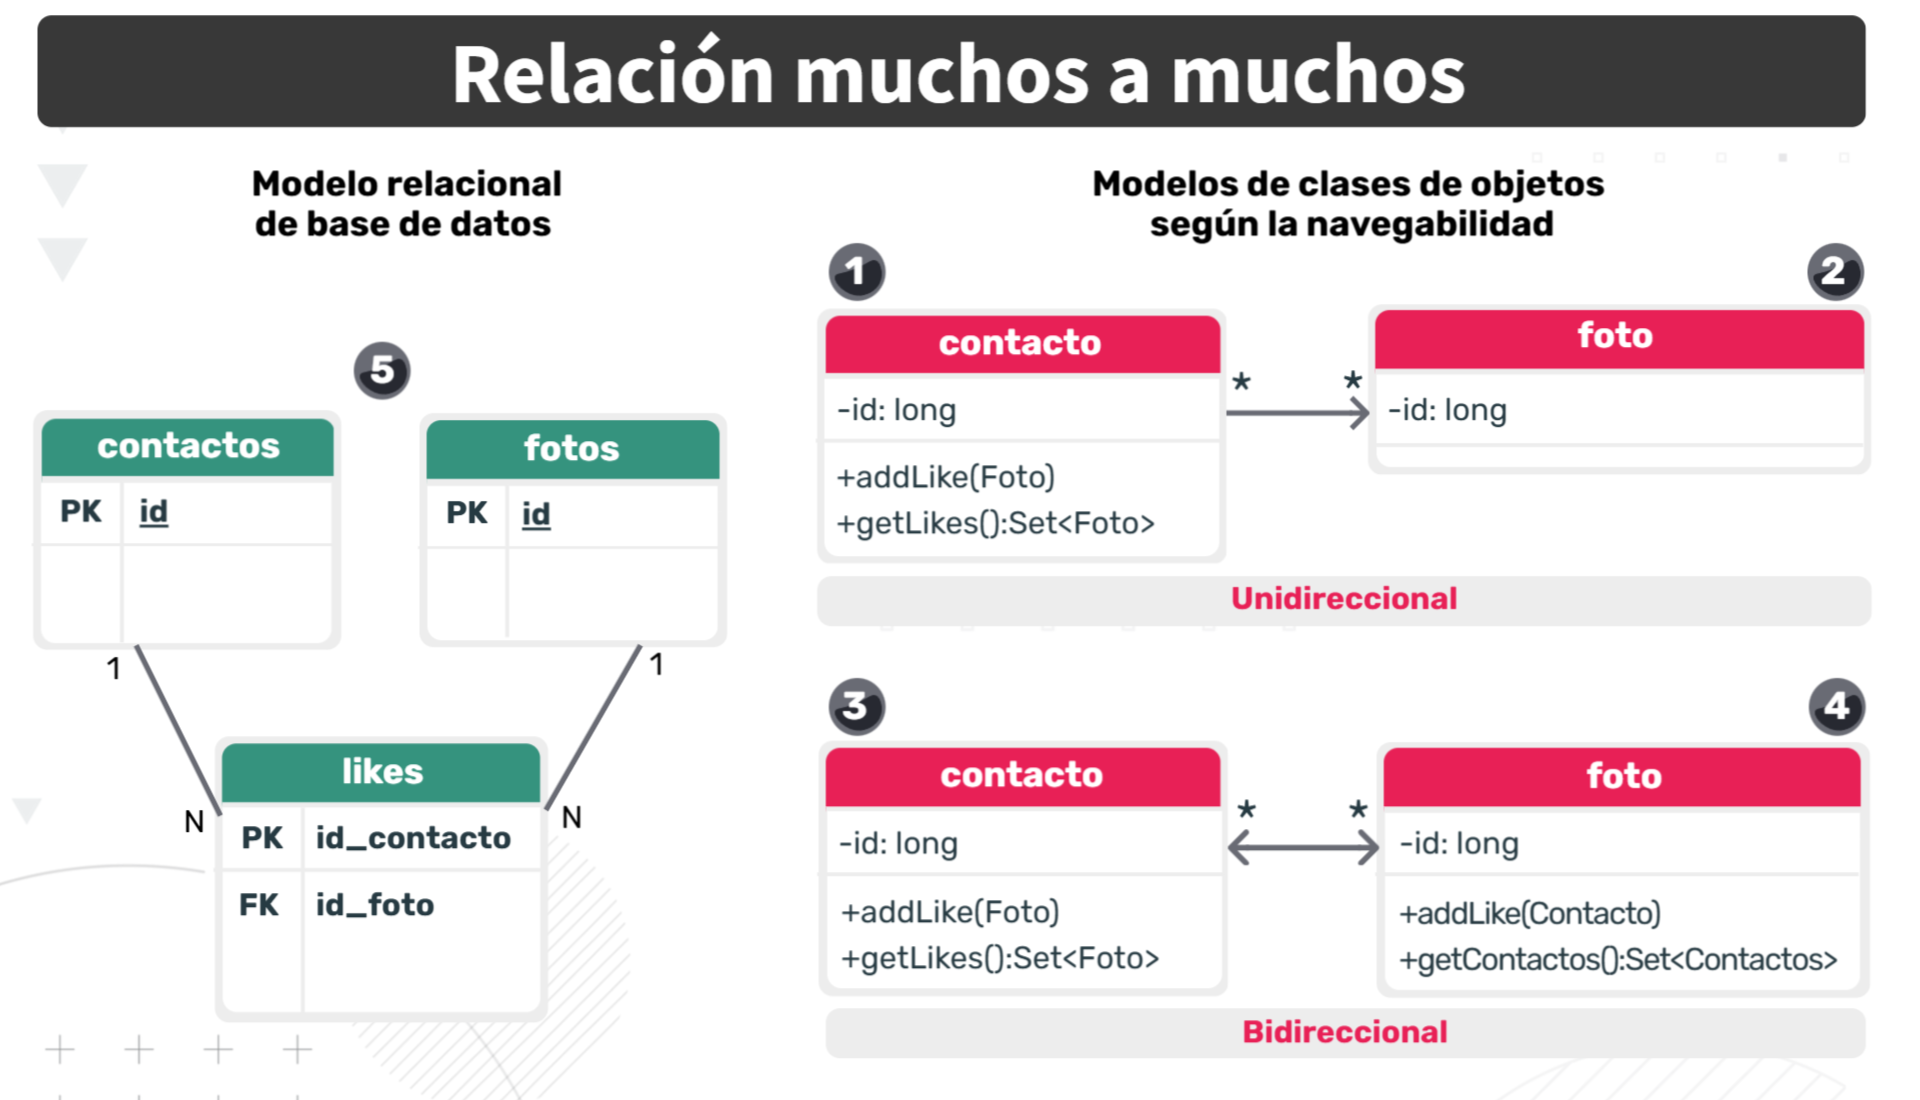 Relación muchos a muchos
Modelo relacional
de base de datos
5
contactos
PK id
fotos
PK id
1
1
N
N
likes
PK id_contacto
FK id_foto
Modelos de clases de objetos
según la navegabilidad
1
2
contacto
-id: long
+addLike(Foto)
+getLikes():Set<Foto>
*
*
foto
-id: long
Unidireccional
3
4
contacto
-id: long
+addLike(Foto)
+getLikes():Set<Foto>
*
*
foto
-id: long
+addLike(Contacto)
+getContactos():Set<Contactos>
Bidireccional